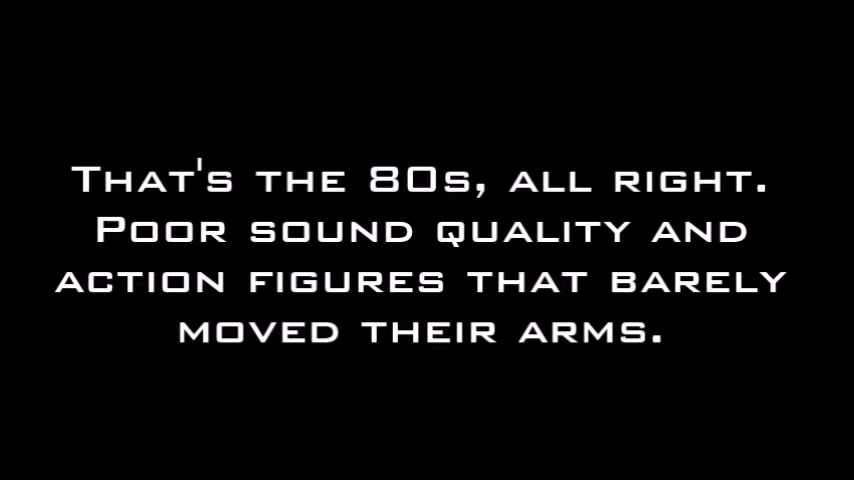 That's the 80s, all right.
Poor sound quality and
action figures that barely
moved their arms.